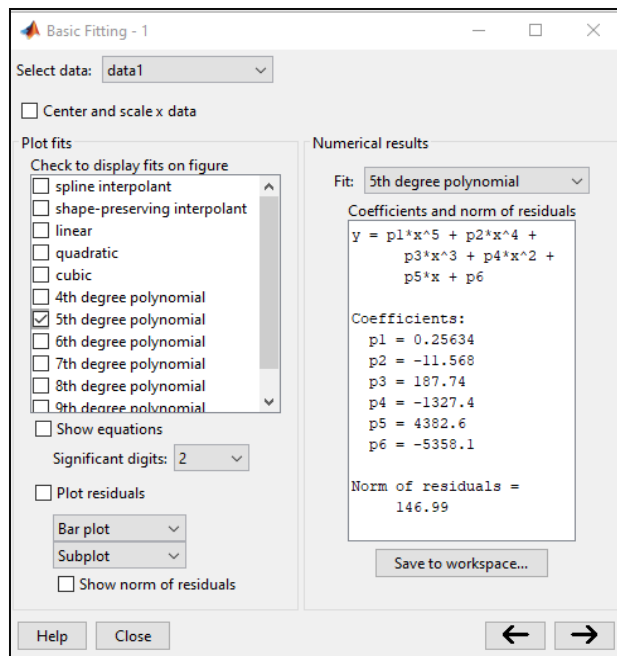 Basic Fitting - 1
Select data: data1
Center and scale x data
Plot fits
Check to display fits on figure
spline interpolant
shape-preserving interpolant
linear
quadratic
cubic
4th degree polynomial
5th degree polynomial
6th degree polynomial
7th degree polynomial
8th degree polynomial
9th degree polynomial
Show equations
Significant digits: 2
Plot residuals
Bar plot
Subplot
Show norm of residuals
Numerical results
Fit: 5th degree polynomial
Coefficients and norm of residuals
y = p1*x^5 + p2*x^4 +
p3*x^3 + p4*x^2 +
p5*x + p6
Coefficients:
p1 = 0.25634
p2 = -11.568
p3 = 187.74
p4 = -1327.4
p5 = 4382.6
p6 = -5358.1
Norm of residuals =
146.99
Save to workspace...
Help Close